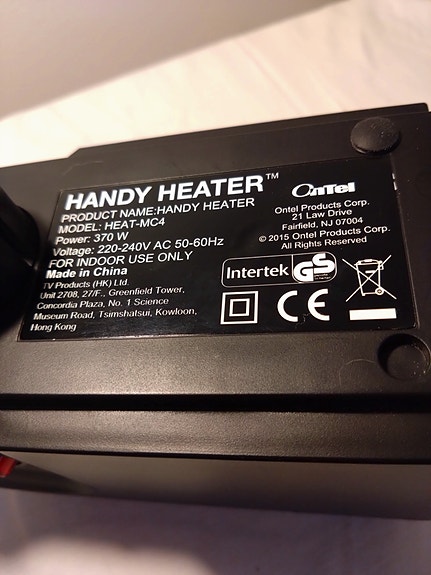 HANDY HEATER™
PRODUCT NAME:HANDY HEATER
MODEL: HEAT-MC4
Power: 370 W
Voltage: 220-240V AC 50-60Hz
FOR INDOOR USE ONLY
Made in China
TV Products (HK) Ltd.
Unit 2708, 27/F., Greenfield Tower,
Concordia Plaza, No. 1 Science
Museum Road, Tsimshatsui, Kowloon,
Hong Kong
OnTel
Ontel Products Corp.
21 Law Drive
Fairfield, NJ 07004
© 2015 Ontel Products Corp.
All Rights Reserved
Intertek GS
CE